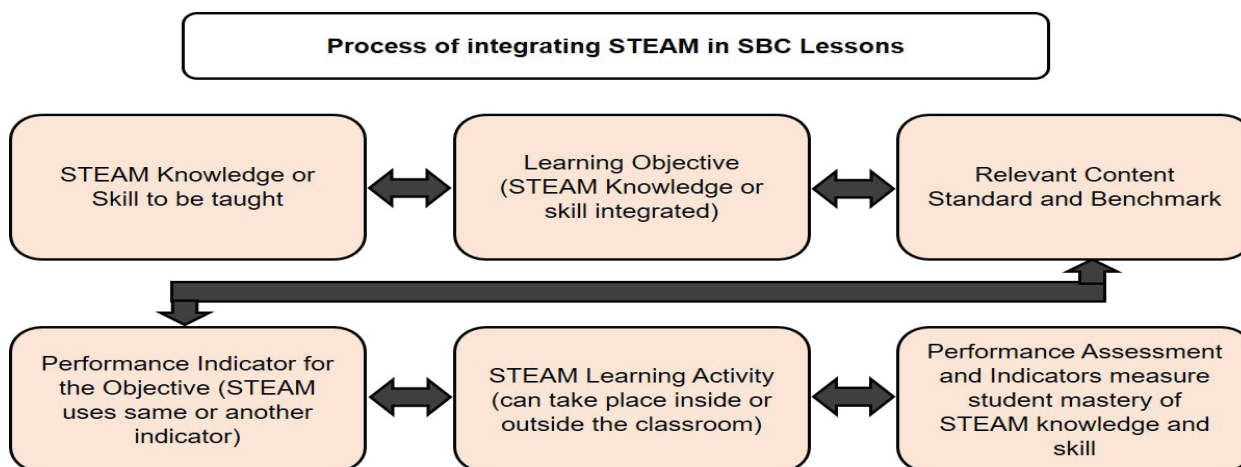 Process of integrating STEAM in SBC Lessons
STEAM Knowledge or
Skill to be taught
Learning Objective
(STEAM Knowledge or
skill integrated)
Relevant Content
Standard and Benchmark
Performance Indicator for
the Objective (STEAM
uses same or another
indicator)
STEAM Learning Activity
(can take place inside or
outside the classroom)
Performance Assessment
and Indicators measure
student mastery of
STEAM knowledge and
skill